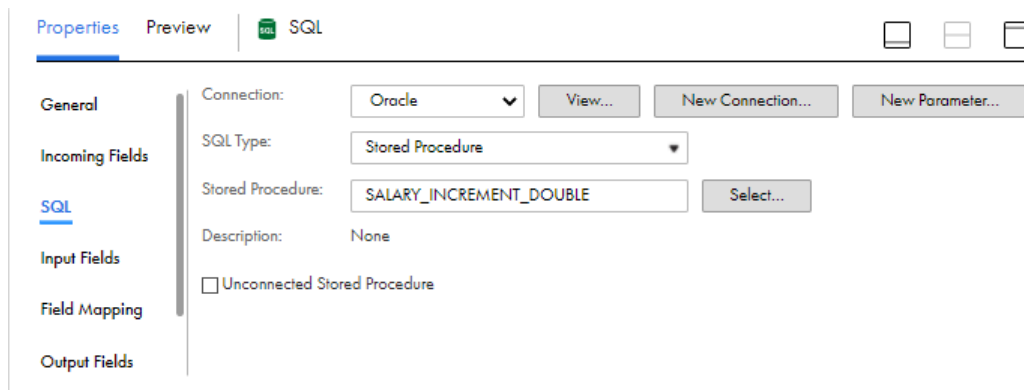 Properties Preview SQL SQL
General
Incoming Fields
SQL
Input Fields
Field Mapping
Output Fields
Connection: Oracle View... New Connection... New Parameter...
SQL Type: Stored Procedure
Stored Procedure: SALARY_INCREMENT_DOUBLE Select...
Description: None
Unconnected Stored Procedure